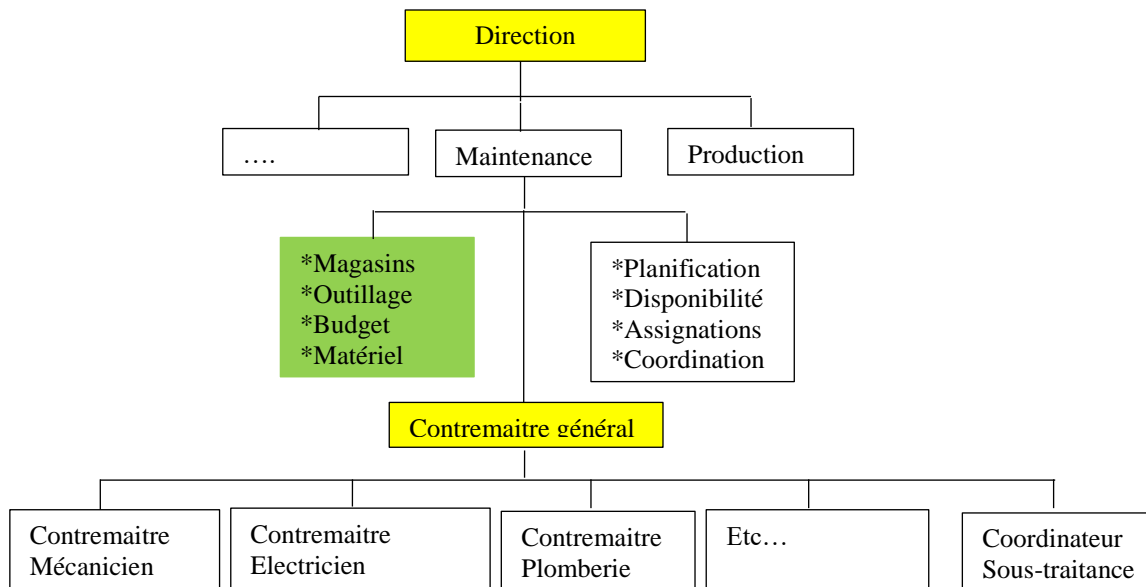 Direction
….
Maintenance
Production
*Magasins
*Outillage
*Budget
*Matériel
*Planification
*Disponibilité
*Assignations
*Coordination
Contremaitre général
Contremaitre
Mécanicien
Contremaitre
Electricien
Contremaitre
Plomberie
Etc…
Coordinateur
Sous-traitance